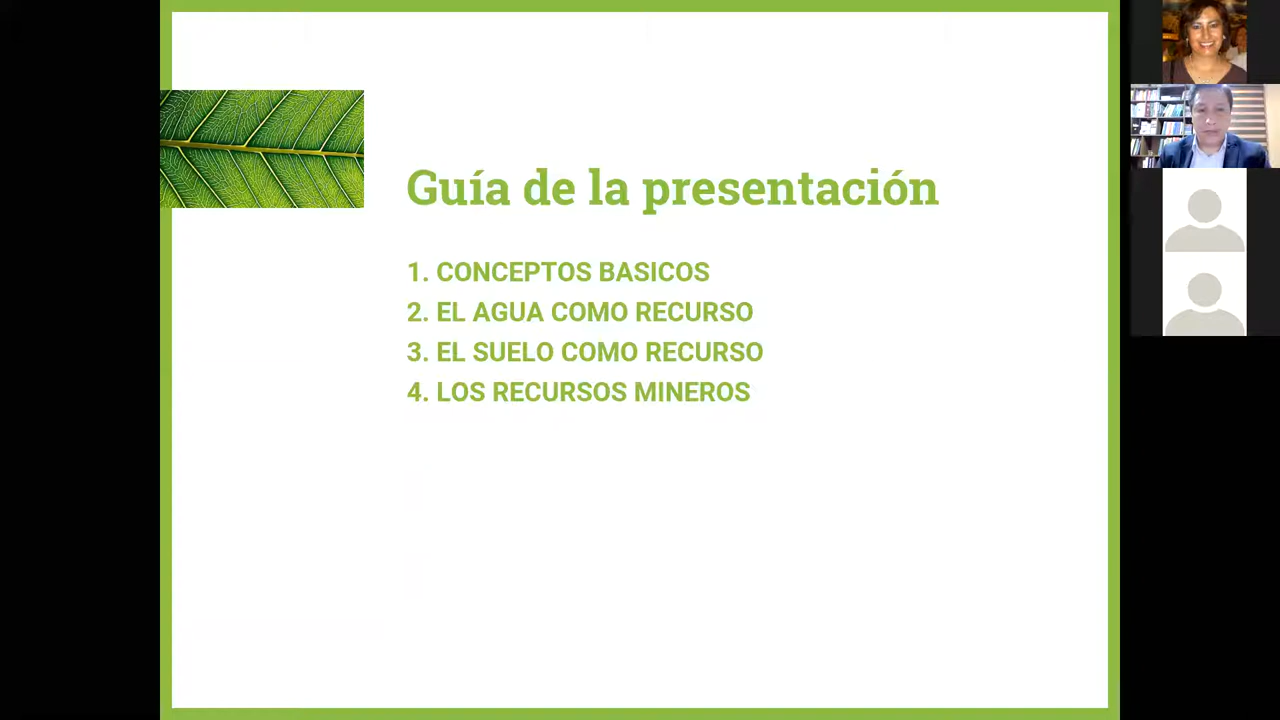 Guía de la presentación
1. CONCEPTOS BASICOS
2. EL AGUA COMO RECURSO
3. EL SUELO COMO RECURSO
4. LOS RECURSOS MINEROS